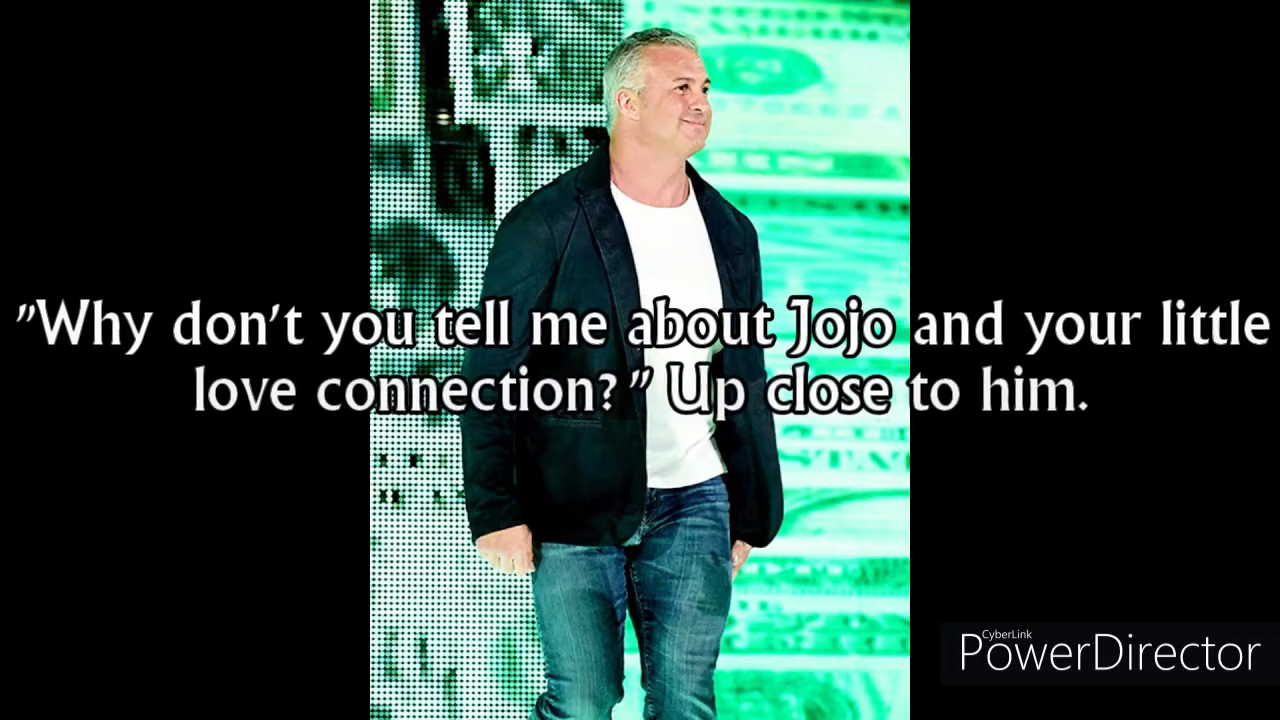 "Why don't you tell me about Jojo and your little
love connection?" Up close to him.
CyberLink
PowerDirector